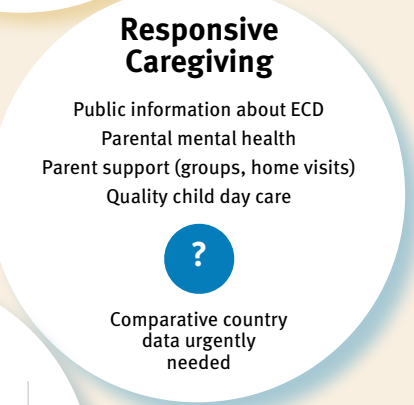 Responsive
Caregiving
Public information about ECD
Parental mental health
Parent support (groups, home visits)
Quality child day care
?
Comparative country
data urgently
needed